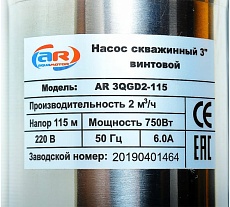 aR
AQUAMOTOR
Насос скважинный 3"
винтовой
Модель: AR 3QGD2-115
Производительность 2 м³/ч
Напор 115 м Мощность 750Вт
220 В 50 Гц 6.0А
Заводской номер 20190401464
CE
EAC